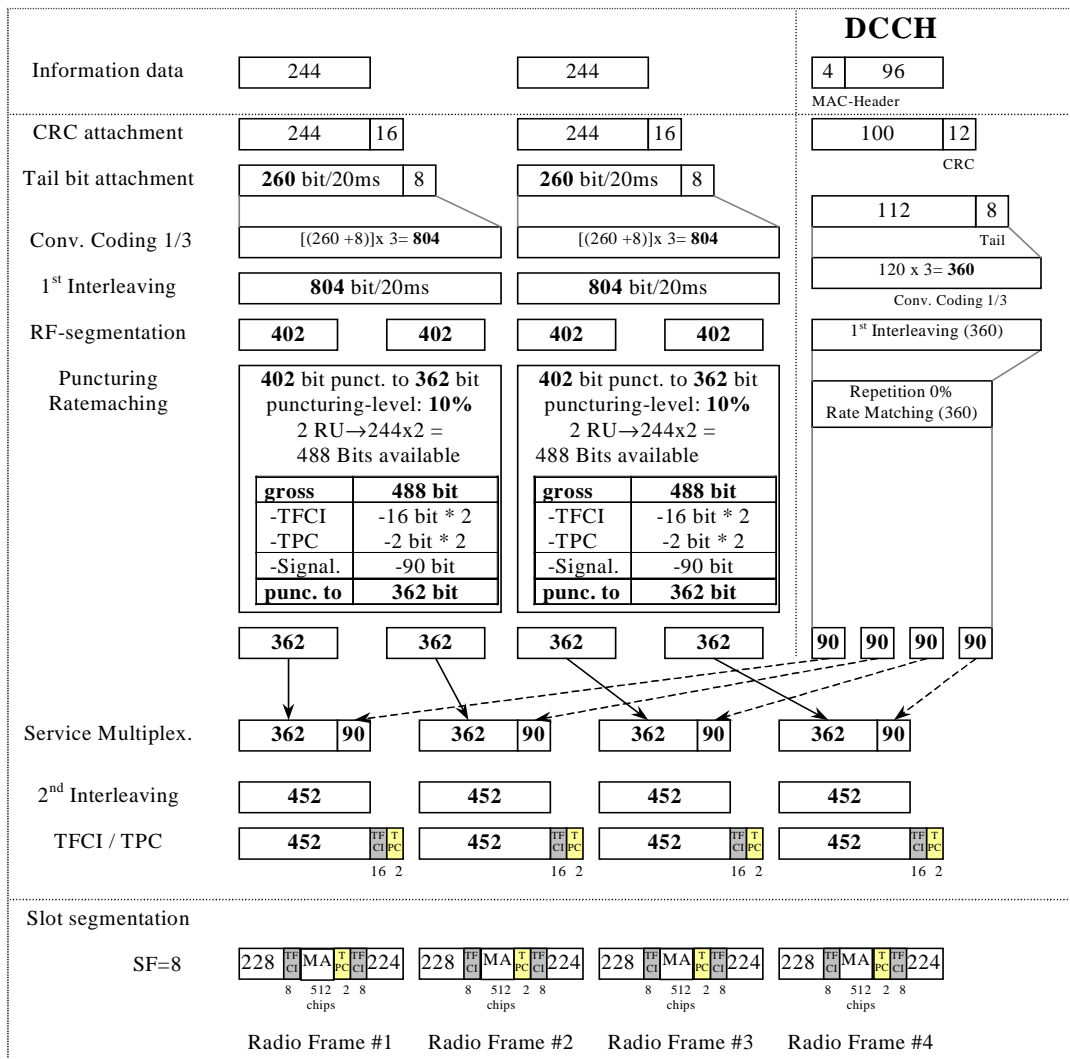 DCCH
Information data 244 244 4 96
MAC-Header
CRC attachment 244 16 244 16 100 12
CRC
Tail bit attachment 260 bit/20ms 8 260 bit/20ms 8
112 8
Tail
Conv. Coding 1/3 [(260 +8)]x 3= 804 [(260 +8)]x 3= 804
120 x 3= 360
Conv. Coding 1/3
1st Interleaving 804 bit/20ms 804 bit/20ms
RF-segmentation 402 402 402 402 1st Interleaving (360)
Puncturing
Ratemaching
402 bit punct. to 362 bit
puncturing-level: 10%
2 RU→244x2 =
488 Bits available
gross 488 bit
-TFCI -16 bit * 2
-TPC -2 bit * 2
-Signal. -90 bit
punc. to 362 bit
402 bit punct. to 362 bit
puncturing-level: 10%
2 RU→244x2 =
488 Bits available
gross 488 bit
-TFCI -16 bit * 2
-TPC -2 bit * 2
-Signal. -90 bit
punc. to 362 bit
Repetition 0%
Rate Matching (360)
362 362 362 362 90 90 90 90
Service Multiplex. 362 90 362 90 362 90 362 90
2nd Interleaving 452 452 452 452
TFCI / TPC 452 TF CI T PC 452 TF CI T PC 452 TF CI T PC 452 TF CI T PC
16 2 16 2 16 2 16 2
Slot segmentation
SF=8 228 TF CI MA T PC TF CI 224 228 TF CI MA T PC TF CI 224 228 TF CI MA T PC TF CI 224 228 TF CI MA T PC TF CI 224
8 512 2 8 8 512 2 8 8 512 2 8 8 512 2 8
chips chips chips chips
Radio Frame #1 Radio Frame #2 Radio Frame #3 Radio Frame #4